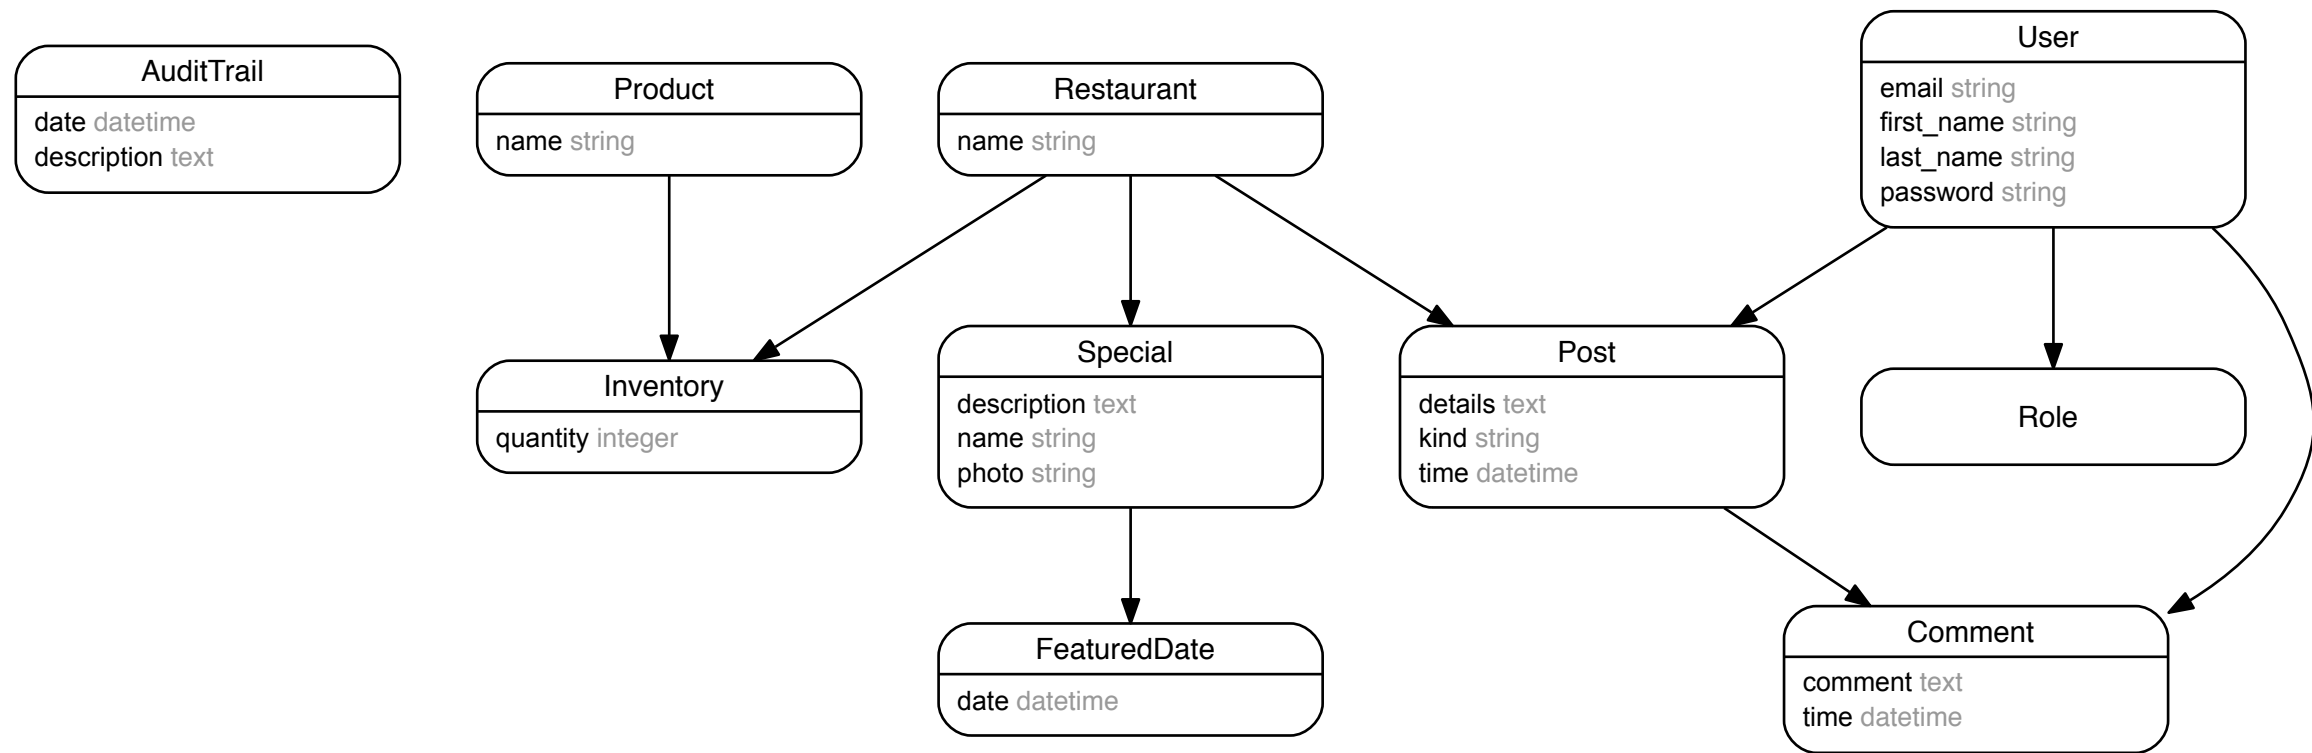 AuditTrail
date datetime
description text
Product
name string
Restaurant
name string
User
email string
first_name string
last_name string
password string
Inventory
quantity integer
Special
description text
name string
photo string
Post
details text
kind string
time datetime
Role
FeaturedDate
date datetime
Comment
comment text
time datetime